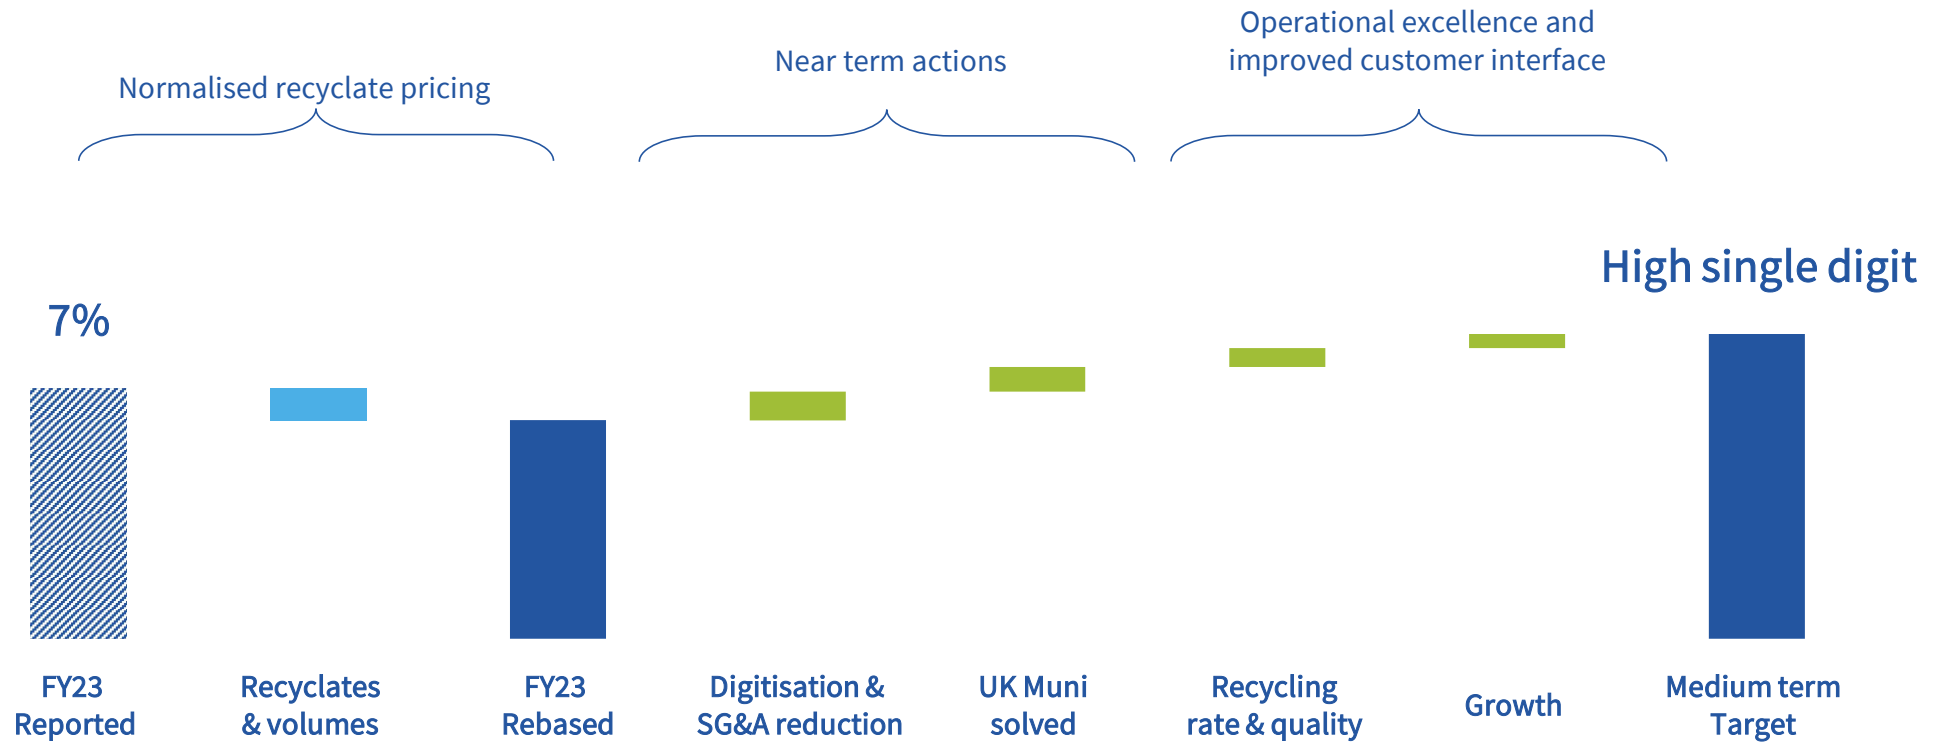 Normalised recyclate pricing
Near term actions
Operational excellence and
improved customer interface
7%
High single digit
FY23
Reported
Recyclates
& volumes
FY23
Rebased
Digitisation &
SG&A reduction
UK Muni
solved
Recycling
rate & quality
Growth
Medium term
Target